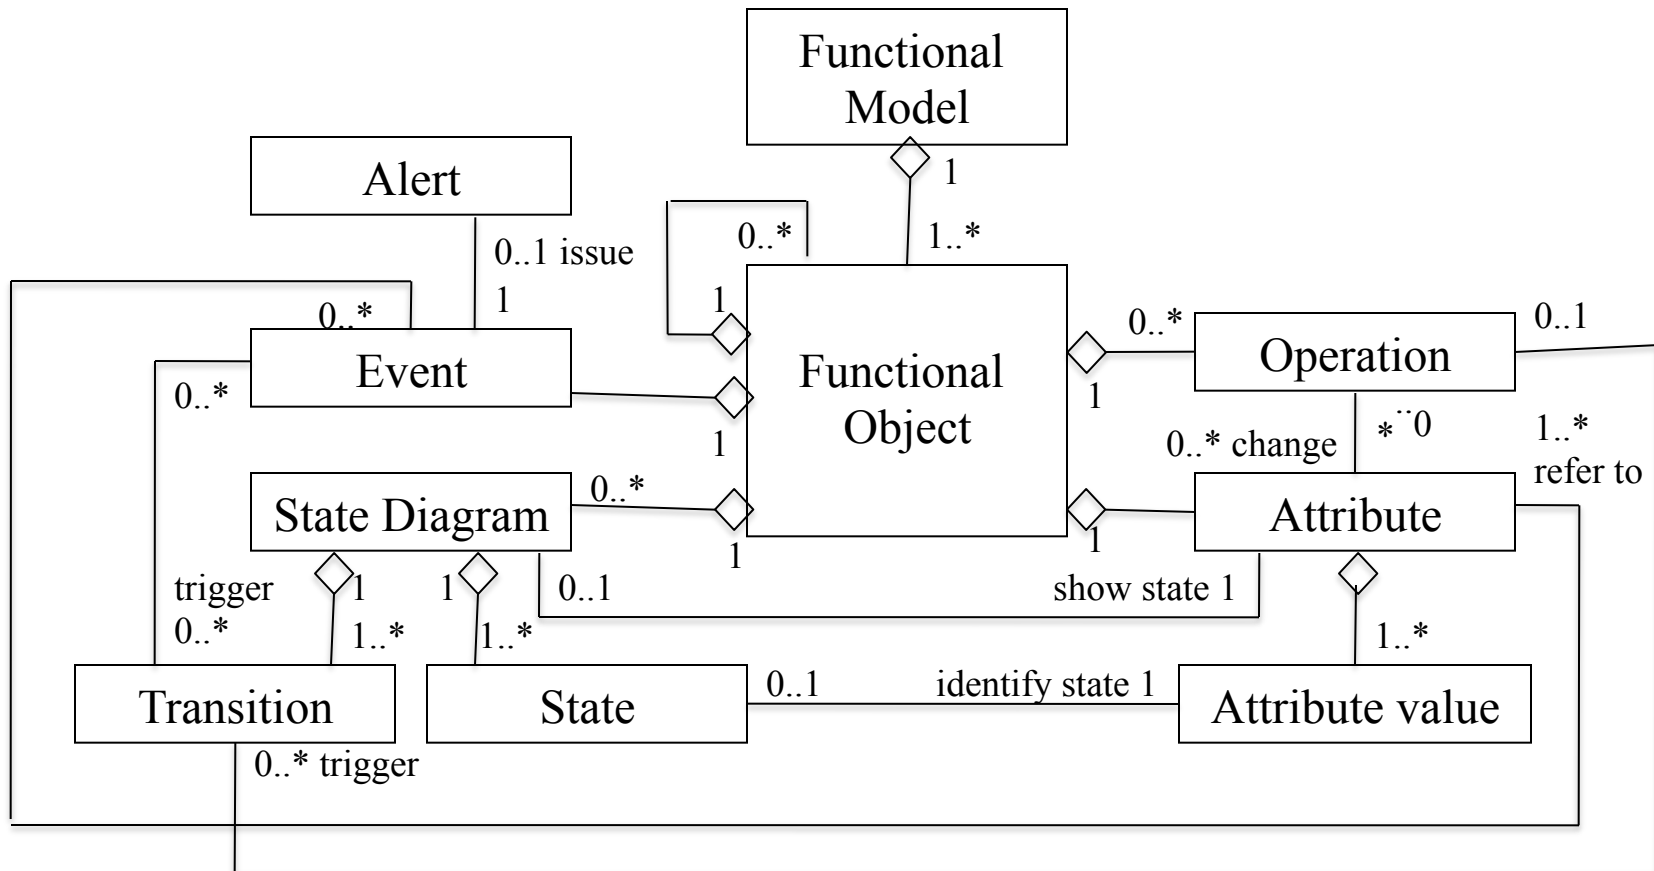 Functional
Model
1
Alert
0..*
1..*
0..1 issue
1
1
0..*
0..*
0..1
Event
Functional
Object
Operation
0..*
1
1
0..* change
* ..0
1..*
refer to
State Diagram
0..*
1
1
Attribute
trigger
0..*
1
1
0..1
show state 1
1..*
1..*
1..*
Transition
State
0..1
identify state 1
Attribute value
0..* trigger